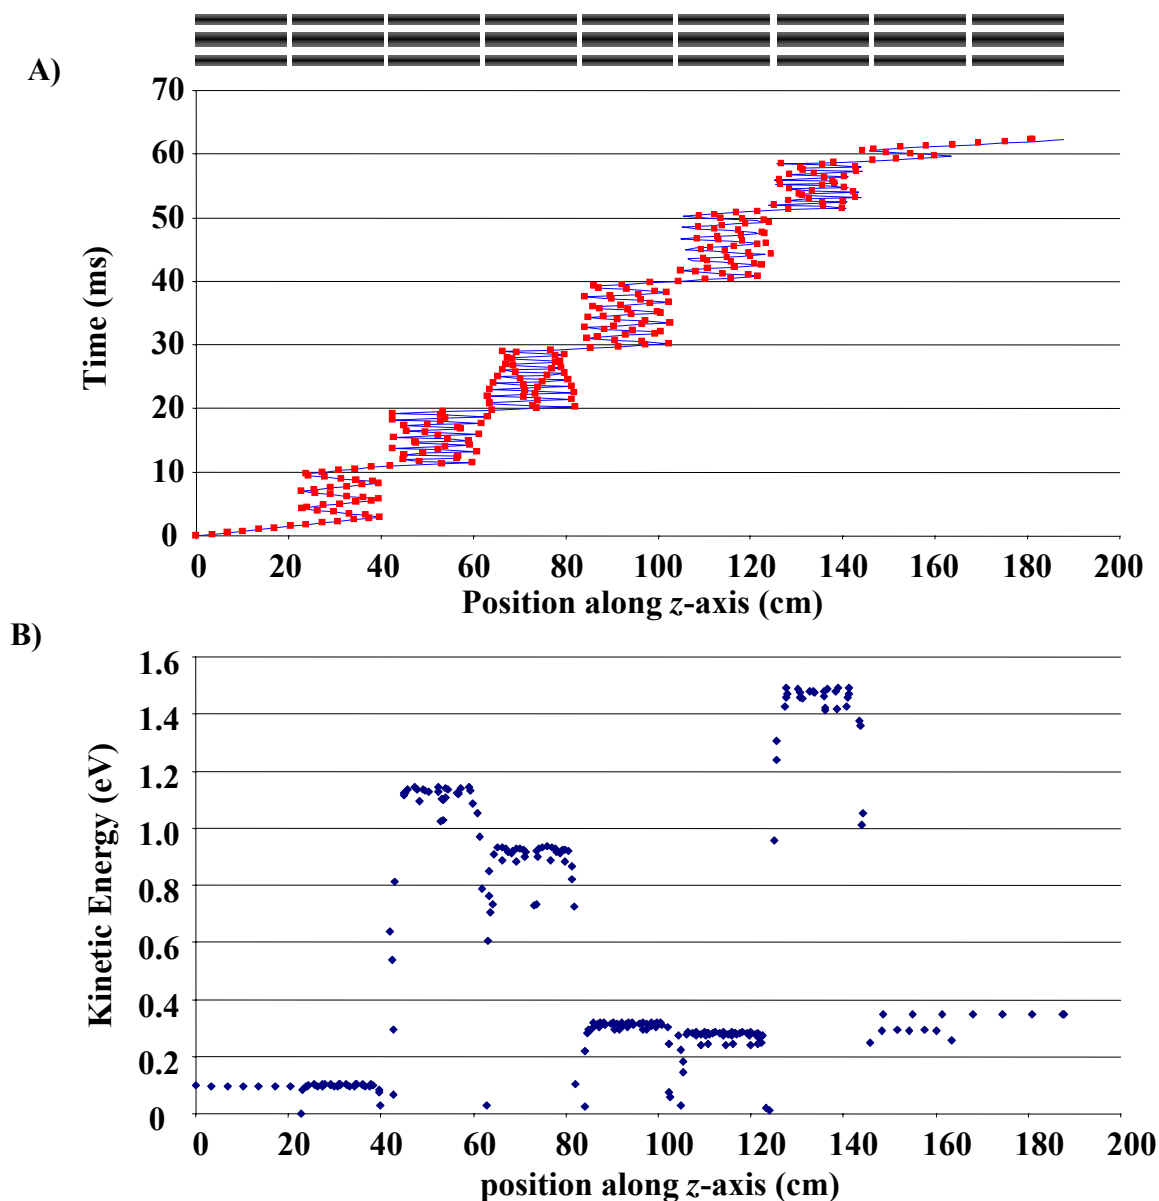 A)
70
60
50
40
30
20
10
0
Time (ms)
0 20 40 60 80 100 120 140 160 180 200
Position along z-axis (cm)
B)
1.6
1.4
1.2
1.0
0.8
0.6
0.4
0.2
0
Kinetic Energy (eV)
0 20 40 60 80 100 120 140 160 180 200
position along z-axis (cm)